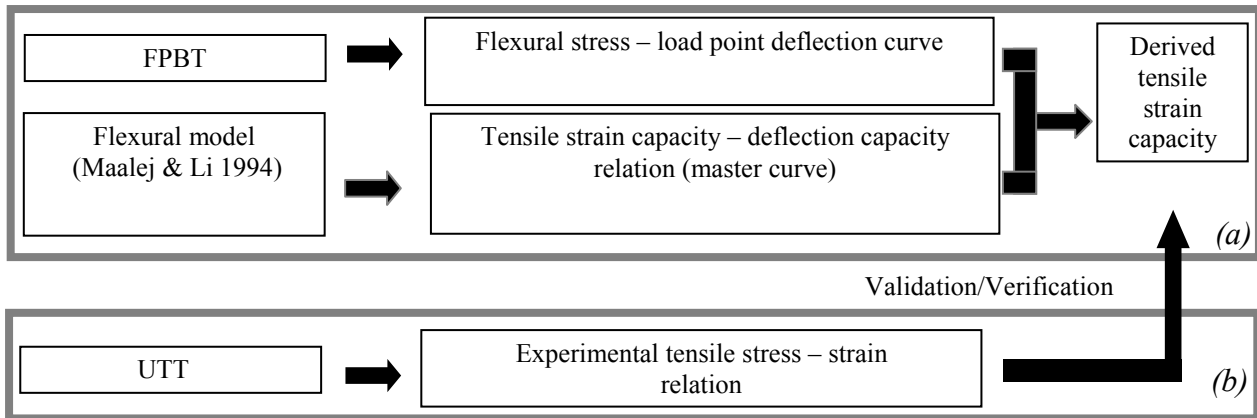 FPBT
Flexural stress – load point deflection curve
Derived
tensile
strain
capacity
Flexural model
(Maalej & Li 1994)
Tensile strain capacity – deflection capacity
relation (master curve)
(a)
Validation/Verification
UTT
Experimental tensile stress – strain
relation
(b)